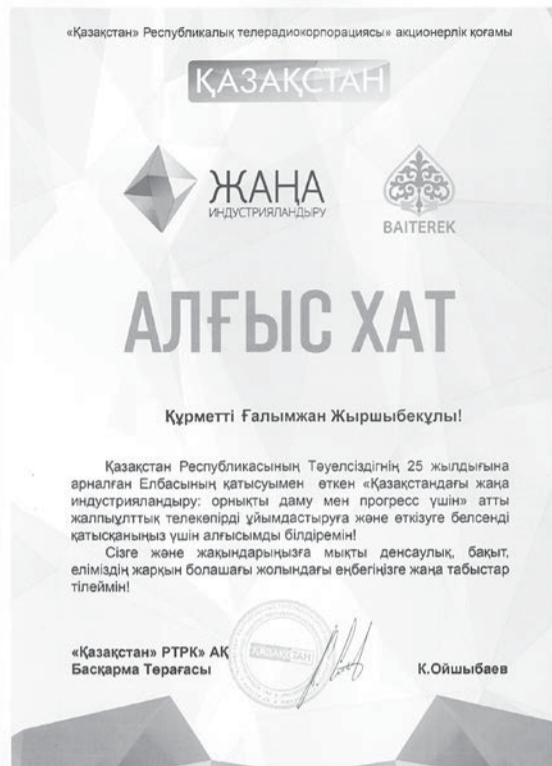 «Қазақстан» Республикалық телерадиокорпорациясы» акционерлік қоғамы
ҚАЗАҚСТАН
ЖАҢА
ИНДУСТРИЯЛАНДЫРУ
BAITEREK
АЛҒЫС ХАТ
Құрметті Ғалымжан Жыршыбекұлы!
Қазақстан Республикасының Тәуелсіздігнің 25 жылдығына
арналған Елбасының қатысуымен өткен «Қазақстандағы жаңа
индустрияландыру: орнықты даму мен прогресс үшін» атты
жалпыұлттық телекөпірді ұйымдастыруға және өткізуге белсенді
қатысқаныңыз үшін алғысымды білдіремін!
Сізге және жақындарыңызға мықты денсаулық, бақыт,
еліміздің жарқын болашағы жолындағы еңбегіңізге жаңа табыстар
тілеймін!
«Қазақстан» РТРК» АҚ
Басқарма Төрағасы
ҚАЗАҚСТАН
К.Ойшыбаев